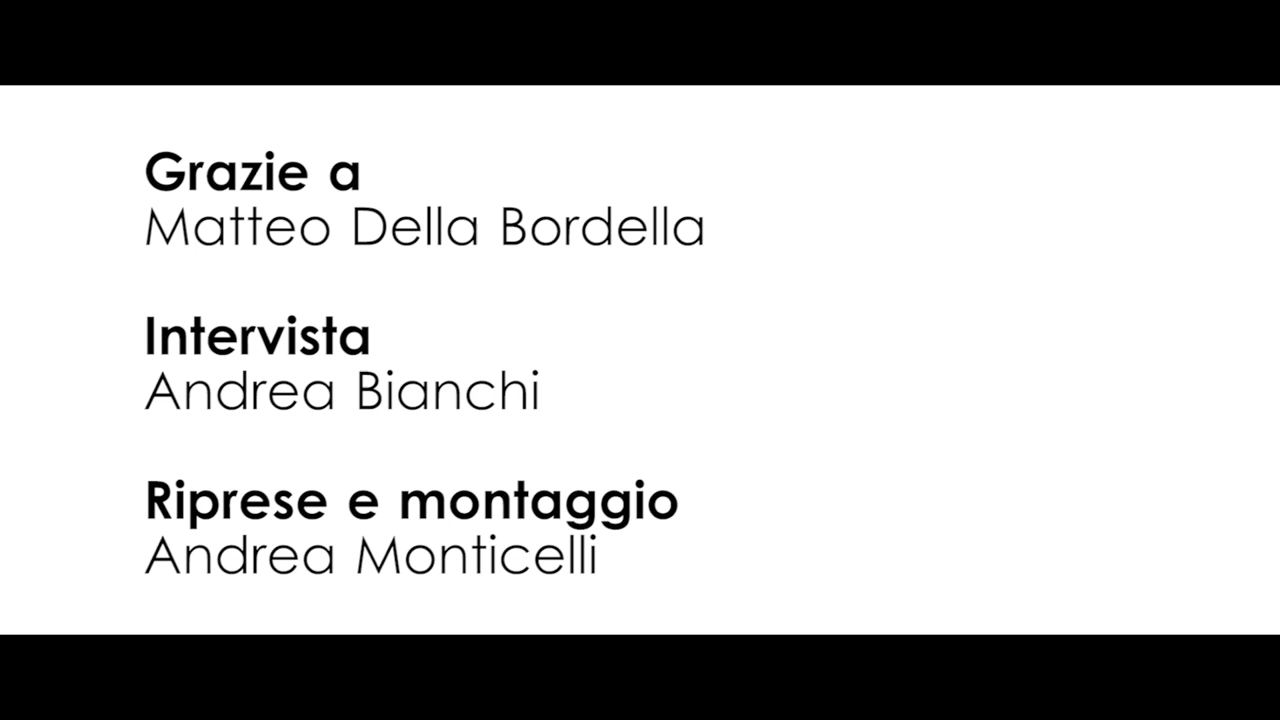 Grazie a
Matteo Della Bordella
Intervista
Andrea Bianchi
Riprese e montaggio
Andrea Monticelli